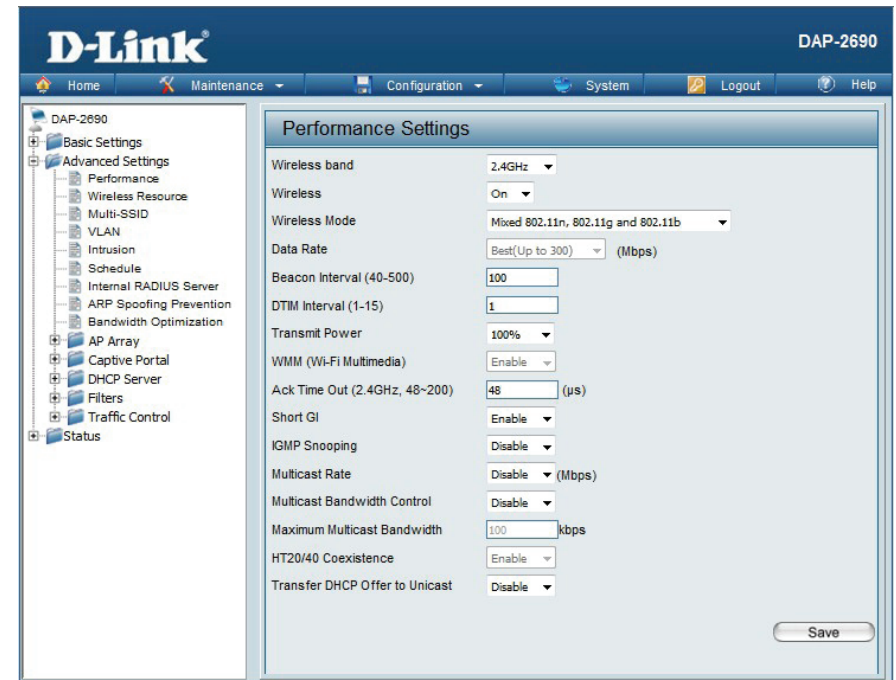 D-Link®
DAP-2690
Home
Maintenance
Configuration
System
Logout
Help
DAP-2690
Basic Settings
Advanced Settings
Performance
Wireless Resource
Multi-SSID
VLAN
Intrusion
Schedule
Internal RADIUS Server
ARP Spoofing Prevention
Bandwidth Optimization
AP Array
Captive Portal
DHCP Server
Filters
Traffic Control
Status
Performance Settings
Wireless band 2.4GHz
Wireless On
Wireless Mode Mixed 802.11n, 802.11g and 802.11b
Data Rate Best(Up to 300) (Mbps)
Beacon Interval (40-500) 100
DTIM Interval (1-15) 1
Transmit Power 100%
WMM (Wi-Fi Multimedia) Enable
Ack Time Out (2.4GHz, 48~200) 48 (μs)
Short GI Enable
IGMP Snooping Disable
Multicast Rate Disable (Mbps)
Multicast Bandwidth Control Disable
Maximum Multicast Bandwidth 100 kbps
HT20/40 Coexistence Enable
Transfer DHCP Offer to Unicast Disable
Save